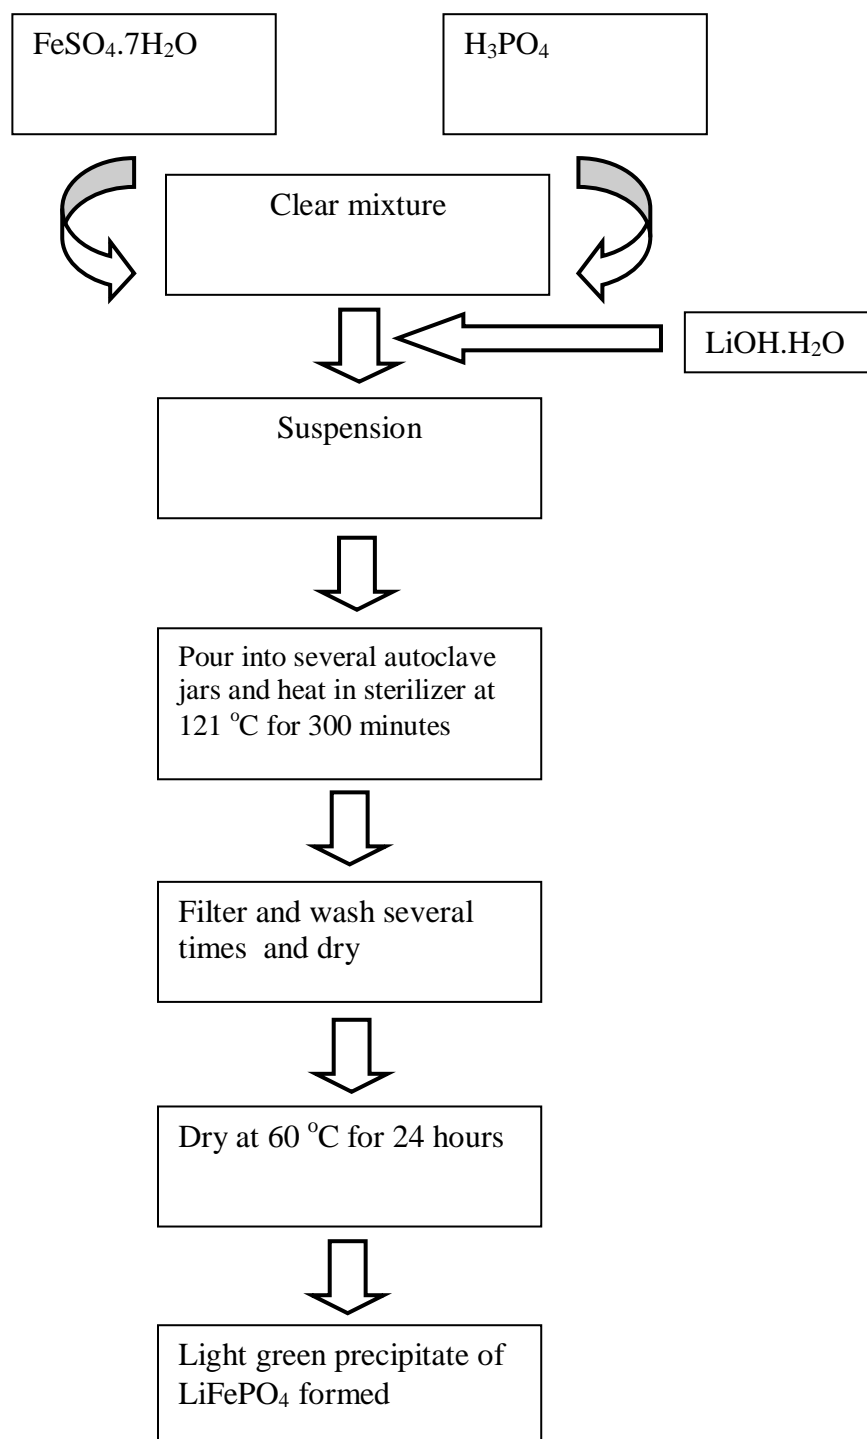 FeSO₄.7H₂O
H₃PO₄
Clear mixture
LiOH.H₂O
Suspension
Pour into several autoclave
jars and heat in sterilizer at
121 °C for 300 minutes
Filter and wash several
times  and dry
Dry at 60 °C for 24 hours
Light green precipitate of
LiFePO₄ formed